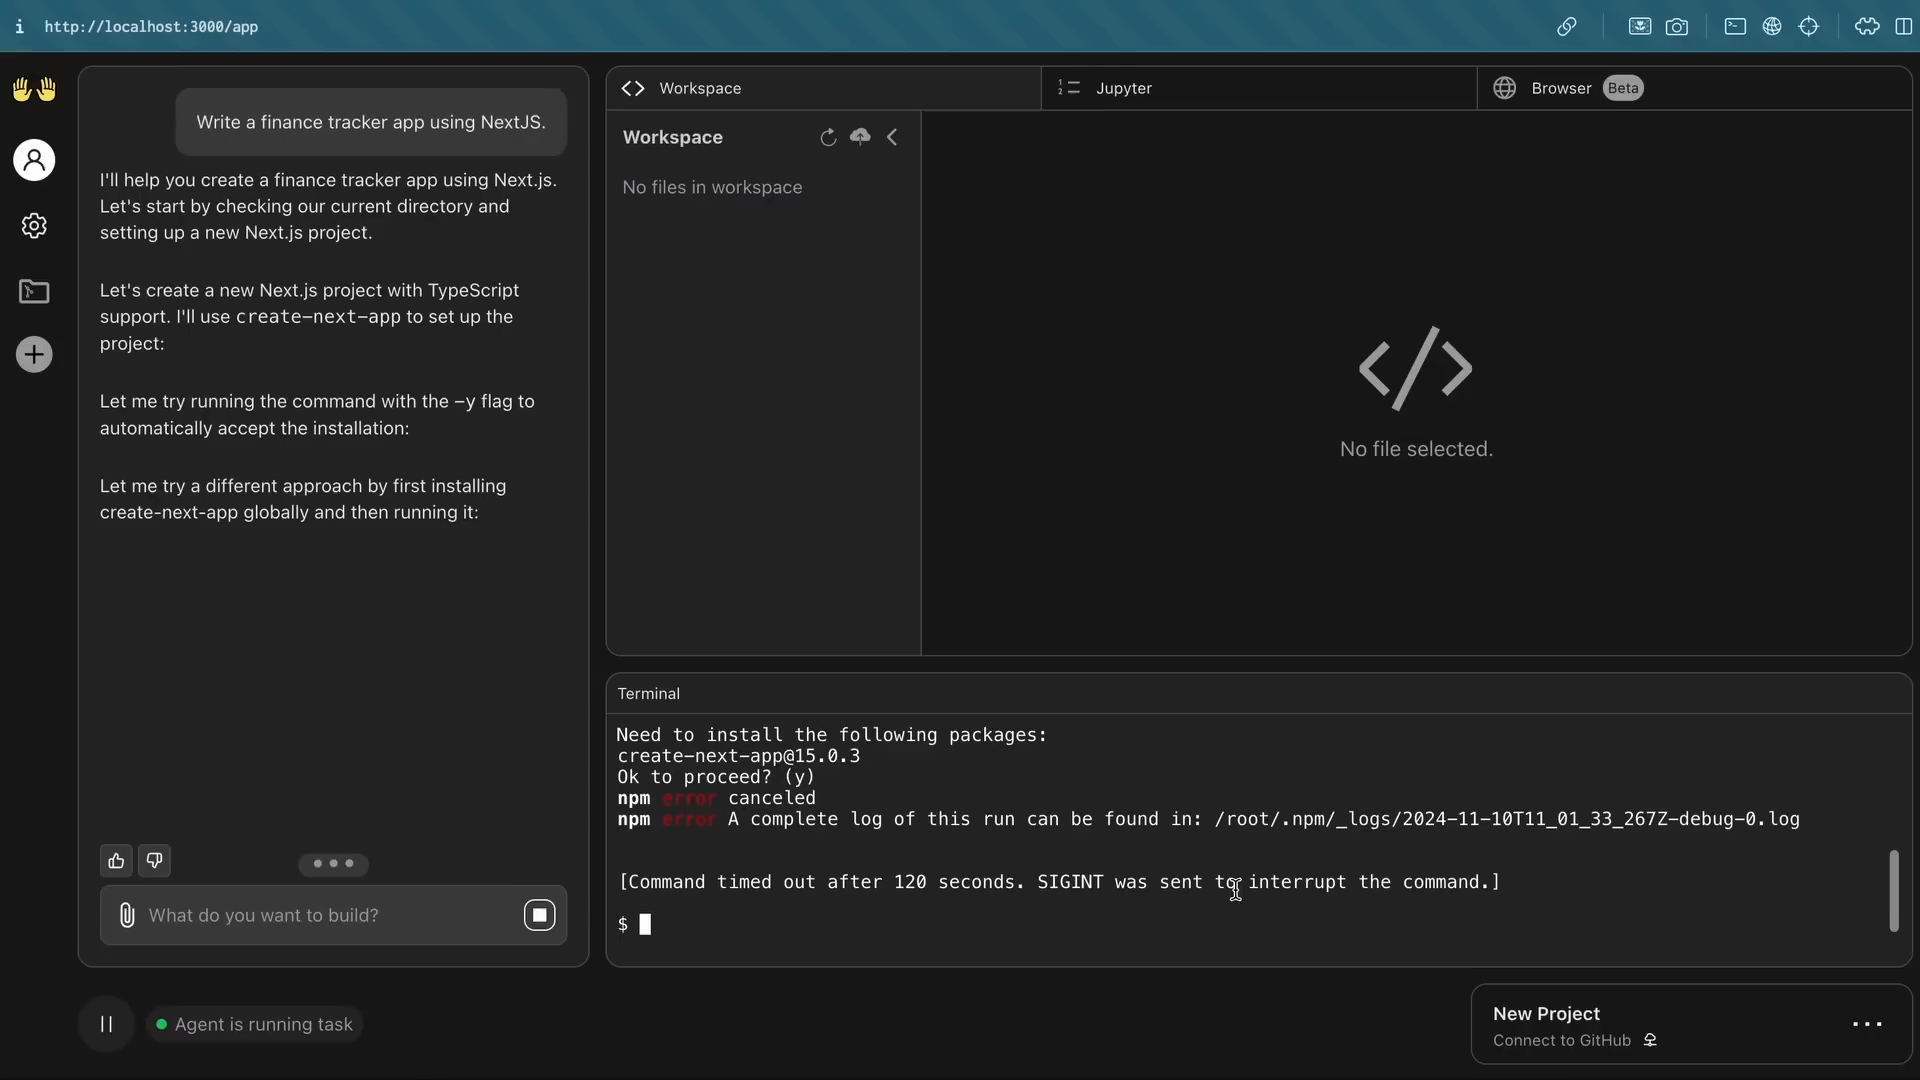 http://localhost:3000/app
Write a finance tracker app using NextJS.
I'll help you create a finance tracker app using Next.js.
Let's start by checking our current directory and
setting up a new Next.js project.
Let's create a new Next.js project with TypeScript
support. I'll use create-next-app to set up the
project:
Let me try running the command with the -y flag to
automatically accept the installation:
Let me try a different approach by first installing
create-next-app globally and then running it:
What do you want to build?
Agent is running task
Workspace
Jupyter
Browser Beta
Workspace
No files in workspace
No file selected.
Terminal
Need to install the following packages:
create-next-app@15.0.3
Ok to proceed? (y)
npm error canceled
npm error A complete log of this run can be found in: /root/.npm/_logs/2024-11-10T11_01_33_267Z-debug-0.log
[Command timed out after 120 seconds. SIGINT was sent to interrupt the command.]
$
New Project
Connect to GitHub